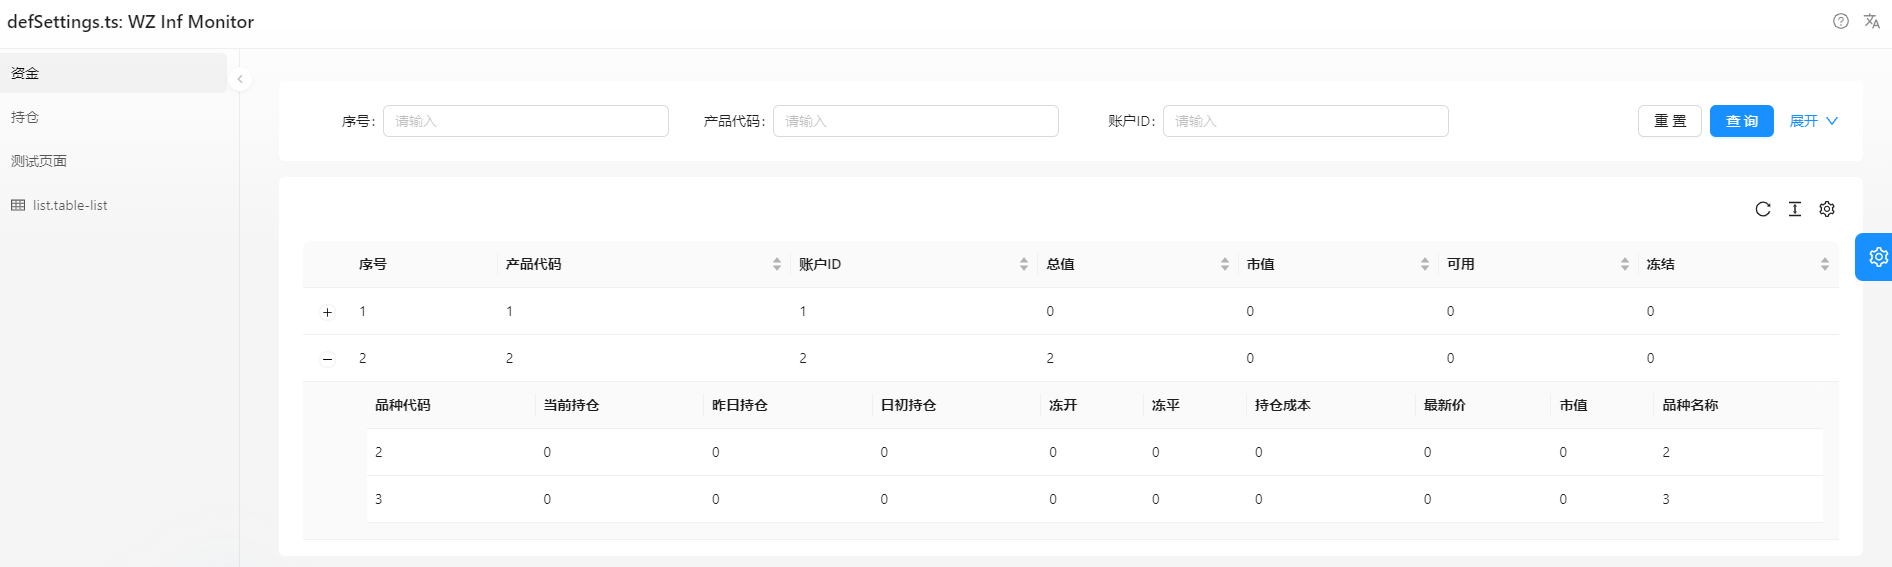 defSettings.ts: WZ Inf Monitor
资金
持仓
测试页面
list.table-list
序号: 请输入 产品代码: 请输入 账户ID: 请输入 重 置 查 询 展开
序号 产品代码 账户ID 总值 市值 可用 冻结
1 1 1 0 0 0 0
2 2 2 2 0 0 0
品种代码 当前持仓 昨日持仓 日初持仓 冻开 冻平 持仓成本 最新价 市值 品种名称
2 0 0 0 0 0 0 0 0 2
3 0 0 0 0 0 0 0 0 3